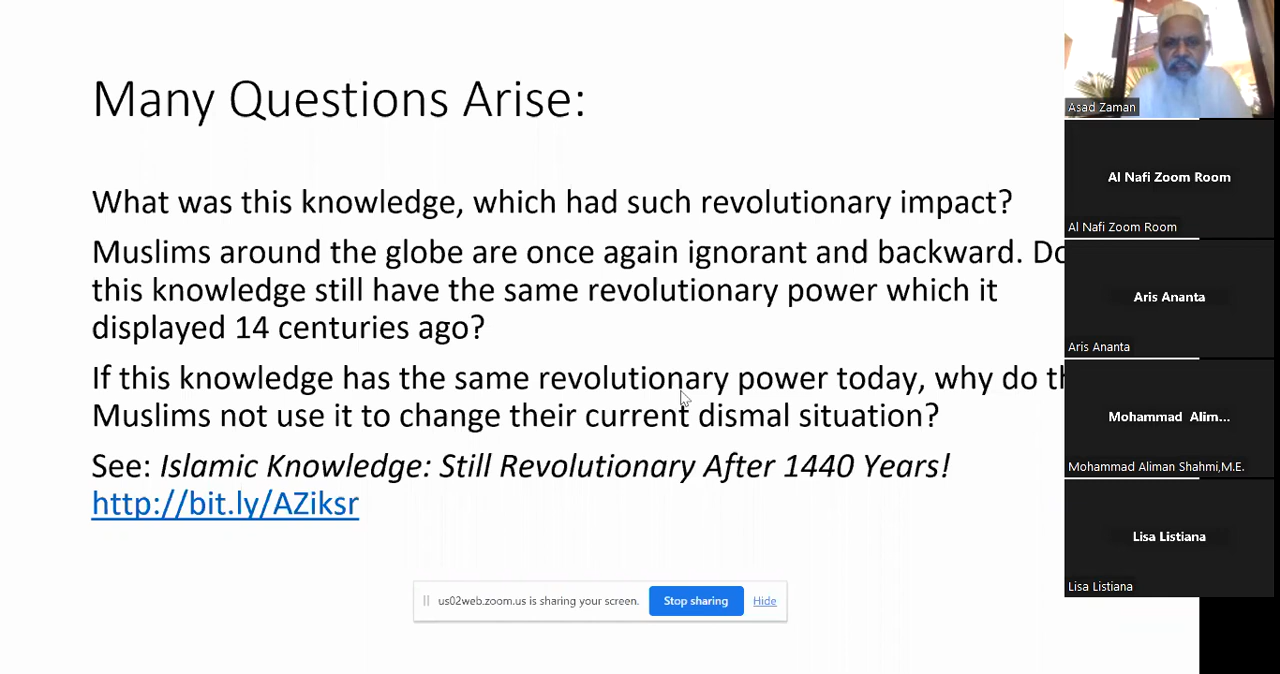 Many Questions Arise:
What was this knowledge, which had such revolutionary impact?
Muslims around the globe are once again ignorant and backward.
this knowledge still have the same revolutionary power which it
displayed 14 centuries ago?
If this knowledge has the same revolutionary power today, why do
Muslims not use it to change their current dismal situation?
See: Islamic Knowledge: Still Revolutionary After 1440 Years!
http://bit.ly/AZiksr
us02web.zoom.us is sharing your screen.
Stop sharing
Hide
Asad Zaman
Al Nafi Zoom Room
Al Nafi Zoom Room
Aris Ananta
Aris Ananta
Mohammad Alim...
Mohammad Aliman Shahmi,M.E.
Lisa Listiana
Lisa Listiana